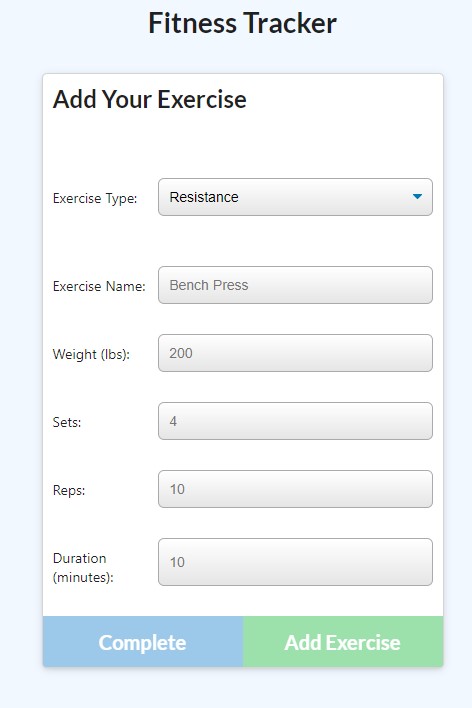 Fitness Tracker
Add Your Exercise
Exercise Type: Resistance
Exercise Name: Bench Press
Weight (lbs): 200
Sets: 4
Reps: 10
Duration
(minutes): 10
Complete Add Exercise